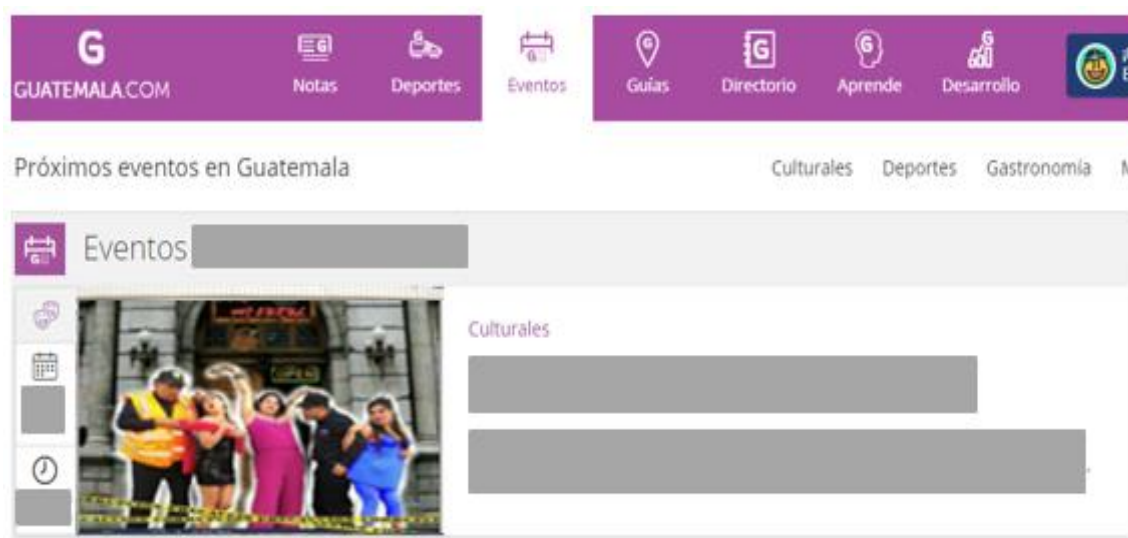 GUATEMALA.COM
Notas
Deportes
Eventos
Guías
Directorio
Aprende
Desarrollo
Próximos eventos en Guatemala
Culturales
Deportes
Gastronomía
Eventos
Culturales